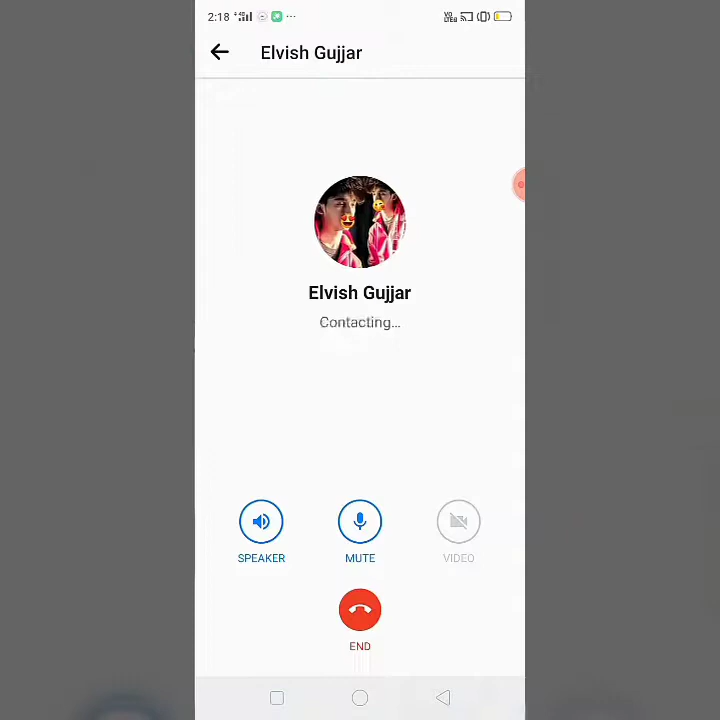 2:18
Elvish Gujjar
Elvish Gujjar
Contacting...
SPEAKER
MUTE
VIDEO
END